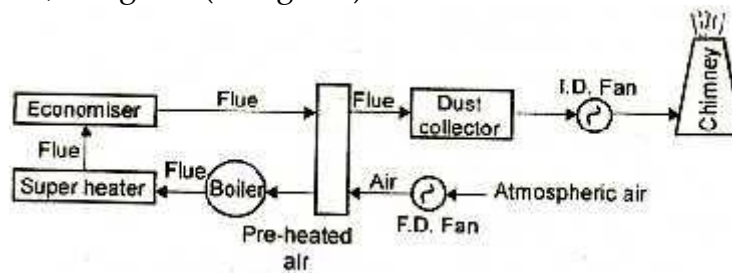 Economiser
Flue
Flue
Dust
collector
I.D. Fan
Chimney
Flue
Super heater
Flue
Boiler
Pre-heated
air
Air
F.D. Fan
Atmospheric air